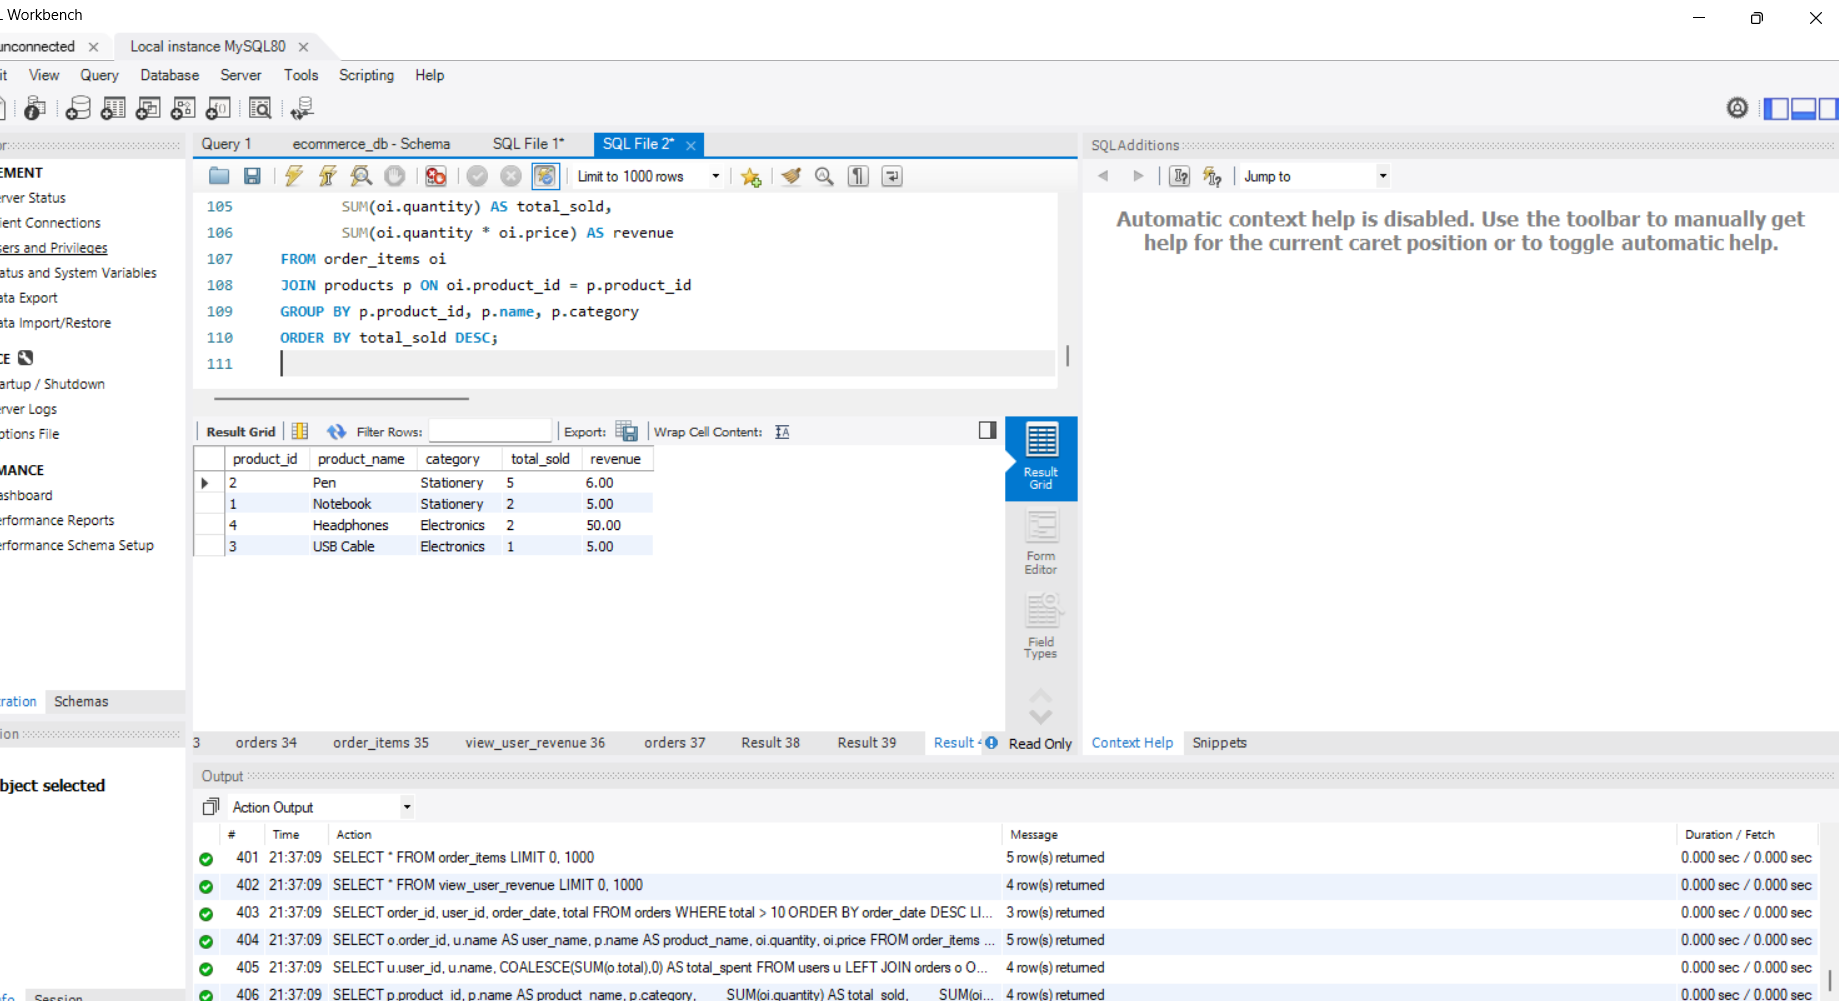 L Workbench
unconnected
Local instance MySQL80
it View Query Database Server Tools Scripting Help
or
Query 1 ecommerce_db - Schema SQL File 1* SQL File 2*
SQLAdditions
Limit to 1000 rows
Jump to
EMENT
erver Status
ient Connections
sers and Privileges
atus and System Variables
ata Export
ata Import/Restore
CE
artup / Shutdown
erver Logs
ptions File
MANCE
ashboard
erformance Reports
erformance Schema Setup
ration Schemas
ion
bject selected
fo Session
105 SUM(oi.quantity) AS total_sold,
106 SUM(oi.quantity * oi.price) AS revenue
107 FROM order_items oi
108 JOIN products p ON oi.product_id = p.product_id
109 GROUP BY p.product_id, p.name, p.category
110 ORDER BY total_sold DESC;
111
Result Grid Filter Rows: Export: Wrap Cell Content:
product_id product_name category total_sold revenue
2 Pen Stationery 5 6.00
1 Notebook Stationery 2 5.00
4 Headphones Electronics 2 50.00
3 USB Cable Electronics 1 5.00
Result
Grid
Form
Editor
Field
Types
3 orders 34 order_items 35 view_user_revenue 36 orders 37 Result 38 Result 39 Result 4 Read Only
Automatic context help is disabled. Use the toolbar to manually get
help for the current caret position or to toggle automatic help.
Context Help Snippets
Output
Action Output
# Time Action Message Duration / Fetch
401 21:37:09 SELECT * FROM order_items LIMIT 0, 1000 5 row(s) returned 0.000 sec / 0.000 sec
402 21:37:09 SELECT * FROM view_user_revenue LIMIT 0, 1000 4 row(s) returned 0.000 sec / 0.000 sec
403 21:37:09 SELECT order_id, user_id, order_date, total FROM orders WHERE total > 10 ORDER BY order_date DESC LI... 3 row(s) returned 0.000 sec / 0.000 sec
404 21:37:09 SELECT o.order_id, u.name AS user_name, p.name AS product_name, oi.quantity, oi.price FROM order_items ... 5 row(s) returned 0.000 sec / 0.000 sec
405 21:37:09 SELECT u.user_id, u.name, COALESCE(SUM(o.total),0) AS total_spent FROM users u LEFT JOIN orders o O... 4 row(s) returned 0.000 sec / 0.000 sec
406 21:37:09 SELECT p.product_id, p.name AS product_name, p.category, SUM(oi.quantity) AS total_sold, SUM(oi... 4 row(s) returned 0.000 sec / 0.000 sec